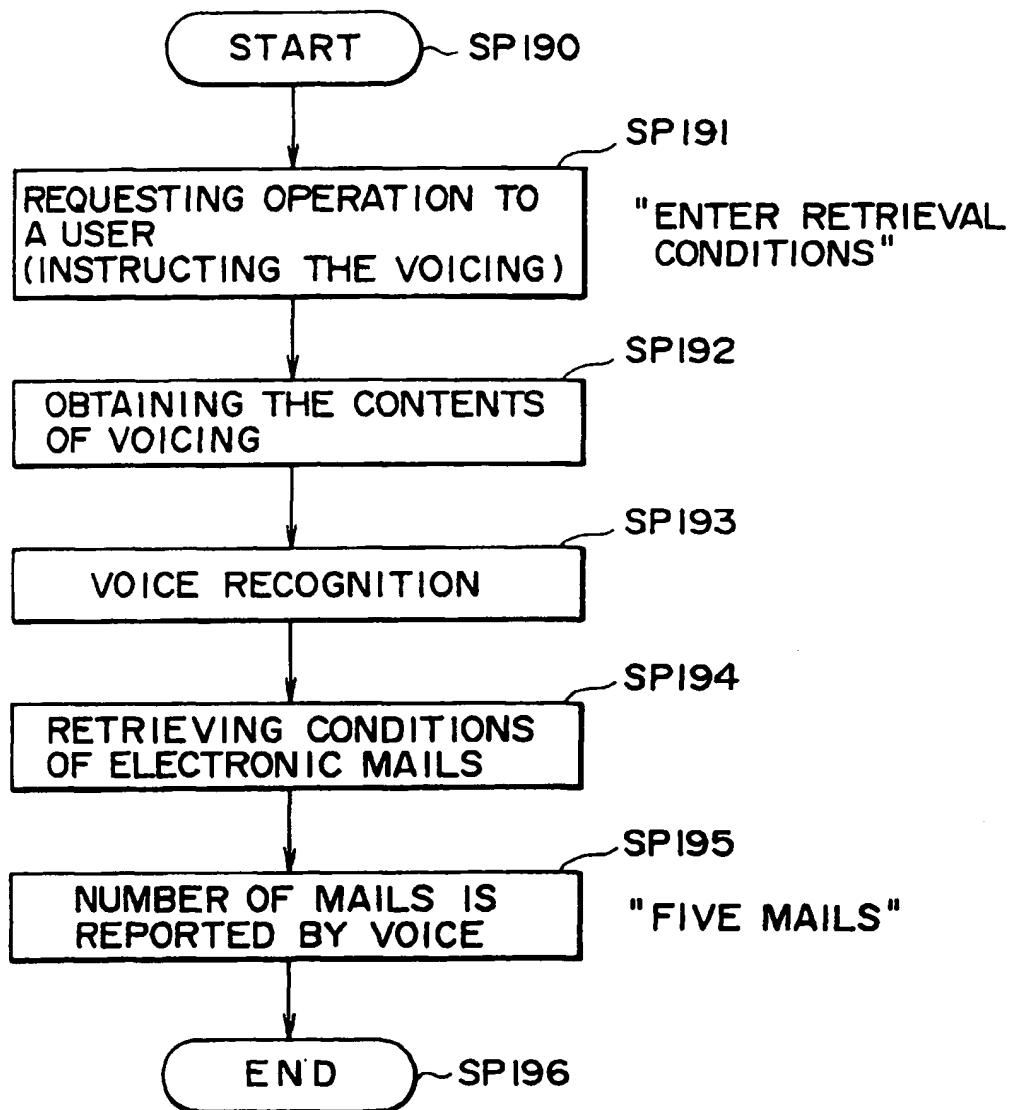 START
SP190
SP191
REQUESTING OPERATION TO
A USER
(INSTRUCTING THE VOICING)
"ENTER RETRIEVAL
CONDITIONS"
SP192
OBTAINING THE CONTENTS
OF VOICING
SP193
VOICE RECOGNITION
SP194
RETRIEVING CONDITIONS
OF ELECTRONIC MAILS
SP195
NUMBER OF MAILS IS
REPORTED BY VOICE
"FIVE MAILS"
END
SP196